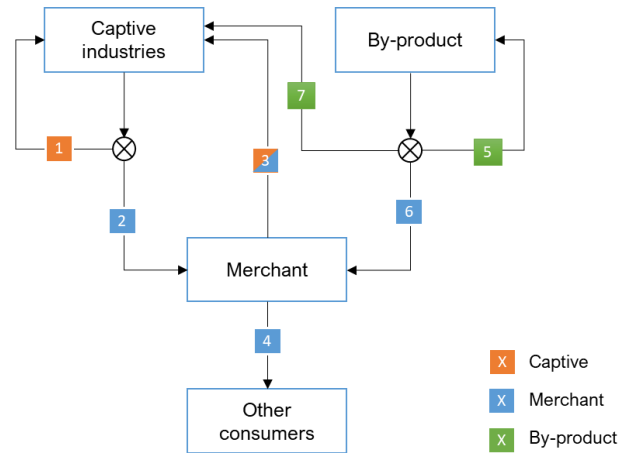 Captive
industries
By-product
7
1
3
5
2
6
Merchant
4
Other
consumers
X Captive
X Merchant
X By-product